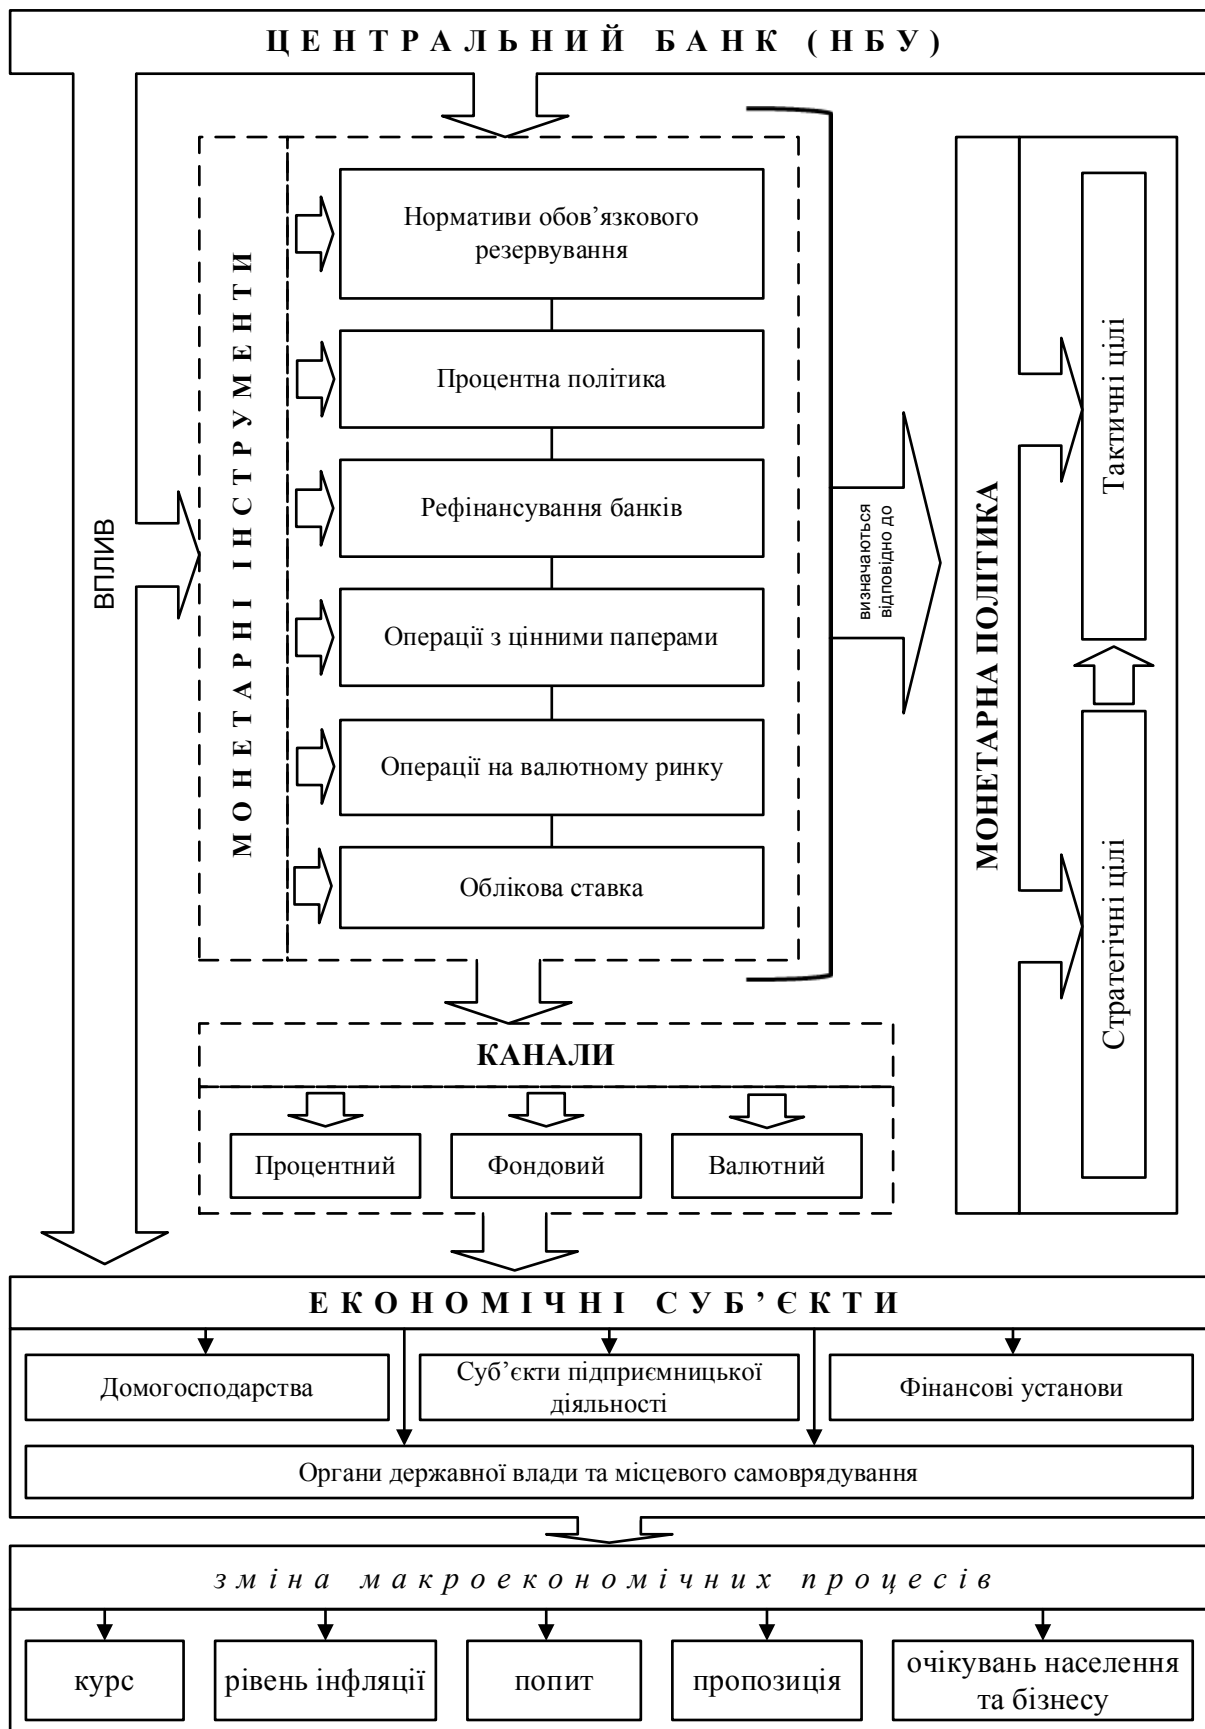 ЦЕНТРАЛЬНИЙ БАНК (НБУ)
ВПЛИВ
МОНЕТАРНІ ІНСТРУМЕНТИ
Нормативи обов’язкового
резервування
Процентна політика
Рефінансування банків
Операції з цінними паперами
Операції на валютному ринку
Облікова ставка
визначаються
відповідно до
МОНЕТАРНА ПОЛІТИКА
Тактичні цілі
Стратегічні цілі
КАНАЛИ
Процентний
Фондовий
Валютний
ЕКОНОМІЧНІ СУБ’ЄКТИ
Домогосподарства
Суб’єкти підприємницької
діяльності
Фінансові установи
Органи державної влади та місцевого самоврядування
зміна макроекономічних процесів
курс
рівень інфляції
попит
пропозиція
очікувань населення
та бізнесу